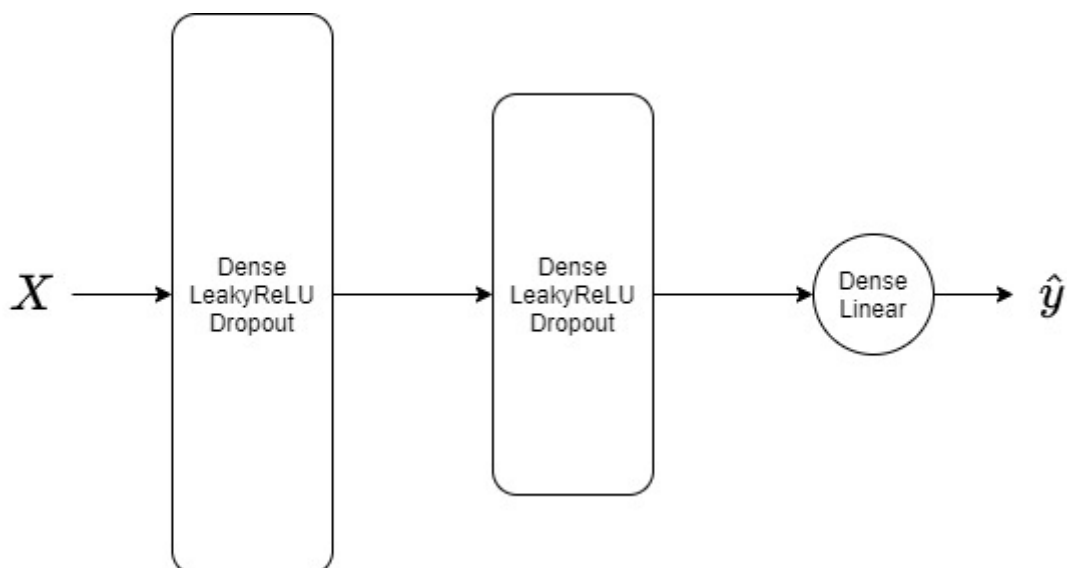 X
Dense
LeakyReLU
Dropout
Dense
LeakyReLU
Dropout
Dense
Linear
ŷ